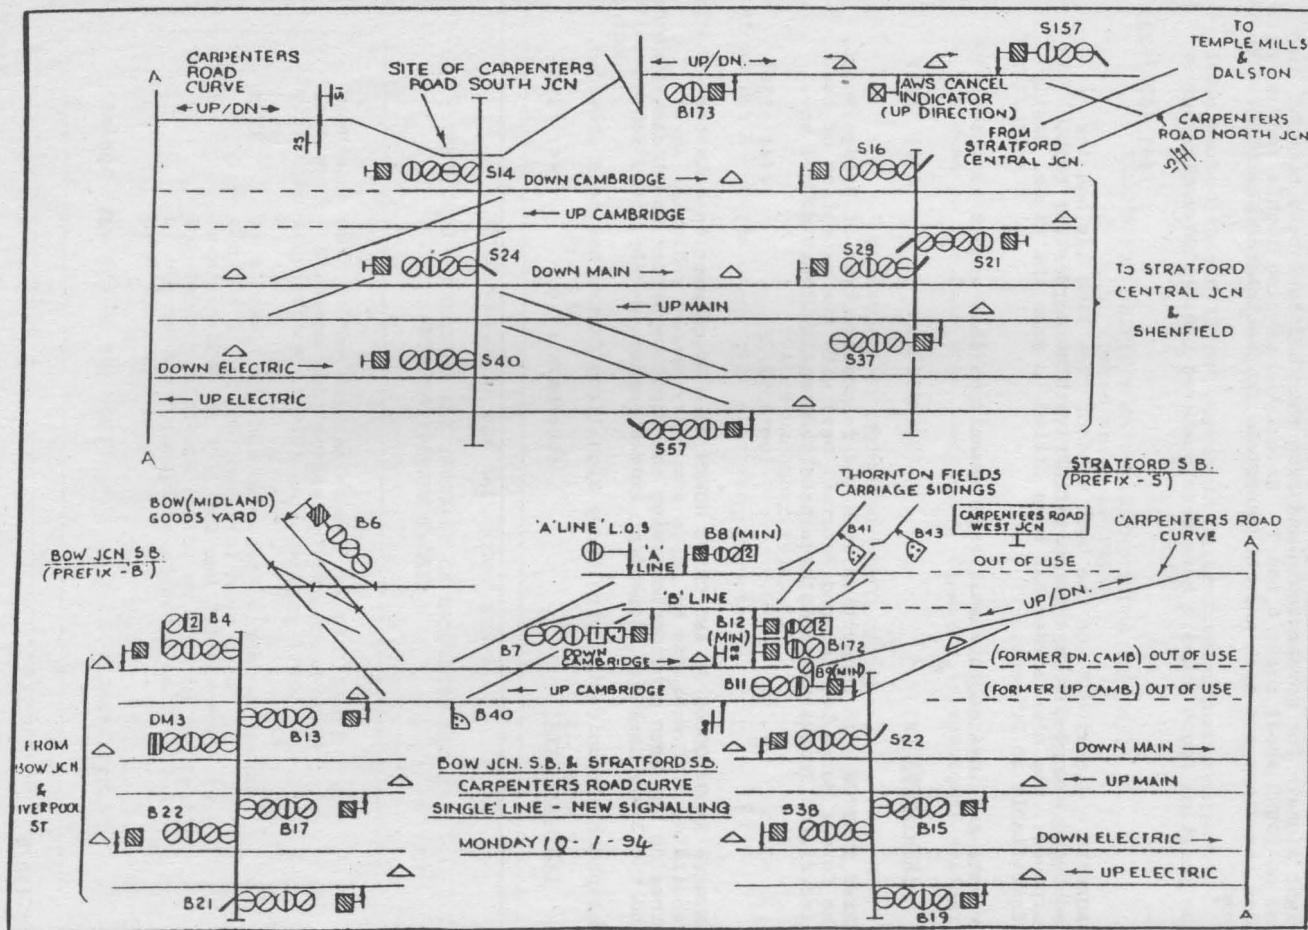 CARPENTERS
ROAD
CURVE
SITE OF CARPENTERS
ROAD SOUTH JCN
UP/DN.
S157
TO
TEMPLE MILLS
&
DALSTON
A
UP/DN
B173
AWS CANCEL
INDICATOR
(UP DIRECTION)
FROM
STRATFORD
CENTRAL JCN.
CARPENTERS
ROAD NORTH JCN
51
23
S14
S16
DOWN CAMBRIDGE
UP CAMBRIDGE
S24
S29
S21
DOWN MAIN
UP MAIN
TO STRATFORD
CENTRAL JCN
&
SHENFIELD
S40
S37
DOWN ELECTRIC
UP ELECTRIC
S57
A
BOW (MIDLAND)
GOODS YARD
B6
THORNTON FIELDS
CARRIAGE SIDINGS
STRATFORD S B.
(PREFIX - 'S')
BOW JCN S B.
(PREFIX - 'B')
'A' LINE' L.O.S
'A'
LINE
B8 (MIN)
2
B41
B43
CARPENTERS ROAD
WEST JCN
CARPENTERS ROAD
CURVE
A
OUT OF USE
'B' LINE
UP/DN.
2
B4
B7
B12
(MIN)
2
B172
DOWN
CAMBRIDGE
B9 (MIN)
B11
(FORMER DN. CAMB) OUT OF USE
UP CAMBRIDGE
(FORMER UP CAMB.) OUT OF USE
DM3
B13
B40
S22
FROM
BOW JCN
&
LIVERPOOL
ST
DOWN MAIN
UP MAIN
BOW JCN. S.B. & STRATFORD S.B.
CARPENTERS ROAD CURVE
SINGLE LINE - NEW SIGNALLING
MONDAY 10 - 1 - 94
B22
B17
S38
B15
DOWN ELECTRIC
UP ELECTRIC
B21
B19
A